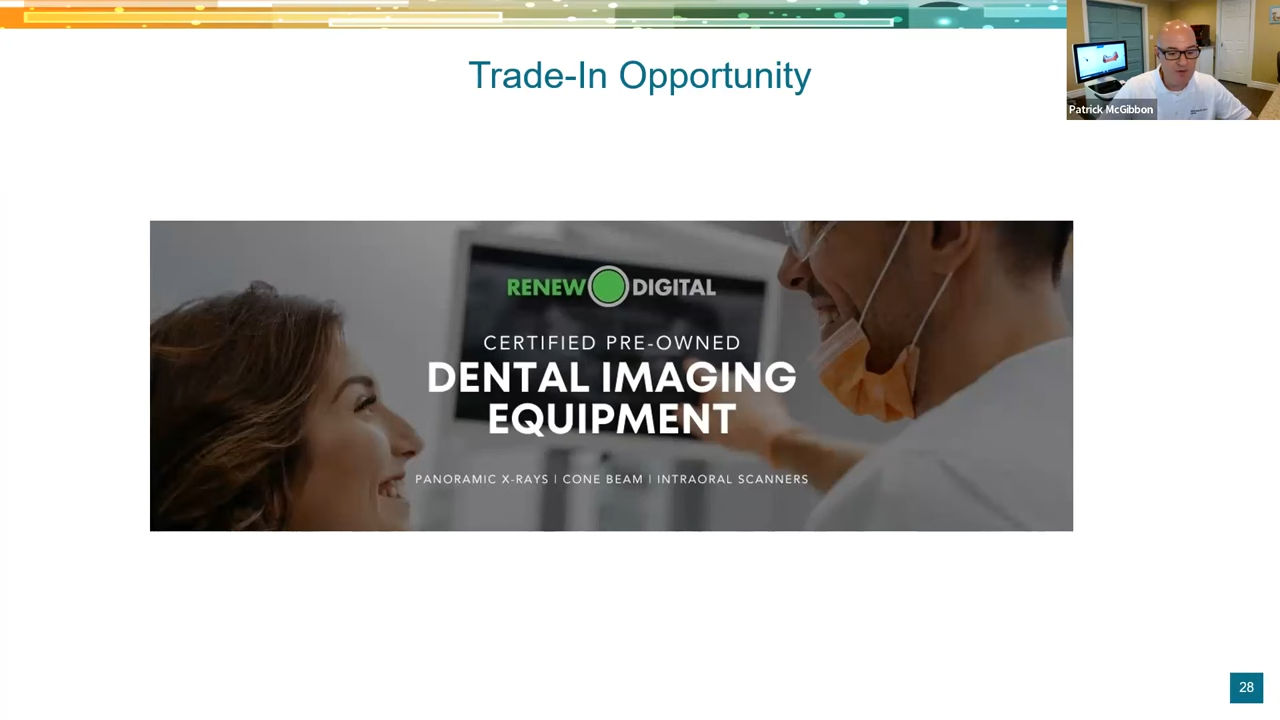 Trade-In Opportunity
Patrick McGibbon
RENEW DIGITAL
CERTIFIED PRE-OWNED
DENTAL IMAGING
EQUIPMENT
PANORAMIC X-RAYS | CONE BEAM | INTRAORAL SCANNERS
28